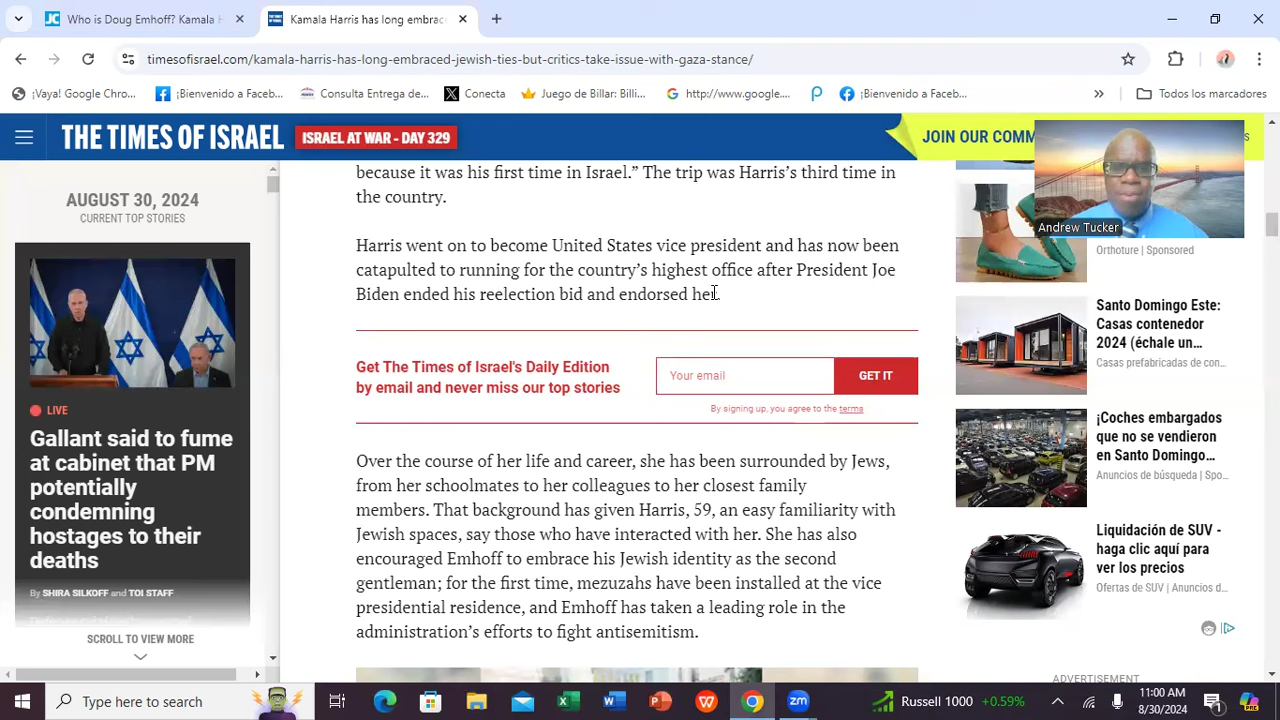 Who is Doug Emhoff? Kamala H
Kamala Harris has long embrac
timesofisrael.com/kamala-harris-has-long-embraced-jewish-ties-but-critics-take-issue-with-gaza-stance/
¡Vaya! Google Chro...
¡Bienvenido a Faceb...
Consulta Entrega de...
Conecta
Juego de Billar: Billi...
http://www.google....
¡Bienvenido a Faceb...
Todos los marcadores
THE TIMES OF ISRAEL
ISRAEL AT WAR - DAY 329
JOIN OUR COMM
AUGUST 30, 2024
CURRENT TOP STORIES
LIVE
Gallant said to fume
at cabinet that PM
potentially
condemning
hostages to their
deaths
By SHIRA SILKOFF and TOI STAFF
SCROLL TO VIEW MORE
because it was his first time in Israel.” The trip was Harris’s third time in
the country.
Harris went on to become United States vice president and has now been
catapulted to running for the country’s highest office after President Joe
Biden ended his reelection bid and endorsed her.
Get The Times of Israel's Daily Edition
by email and never miss our top stories
Your email
GET IT
By signing up, you agree to the terms
Over the course of her life and career, she has been surrounded by Jews,
from her schoolmates to her colleagues to her closest family
members. That background has given Harris, 59, an easy familiarity with
Jewish spaces, say those who have interacted with her. She has also
encouraged Emhoff to embrace his Jewish identity as the second
gentleman; for the first time, mezuzahs have been installed at the vice
presidential residence, and Emhoff has taken a leading role in the
administration’s efforts to fight antisemitism.
Andrew Tucker
Orthoture | Sponsored
Santo Domingo Este:
Casas contenedor
2024 (échale un...
Casas prefabricadas de con...
¡Coches embargados
que no se vendieron
en Santo Domingo...
Anuncios de búsqueda | Spo...
Liquidación de SUV -
haga clic aquí para
ver los precios
Ofertas de SUV | Anuncios d...
ADVERTISEMENT
Type here to search
Russell 1000 +0.59%
11:00 AM
8/30/2024